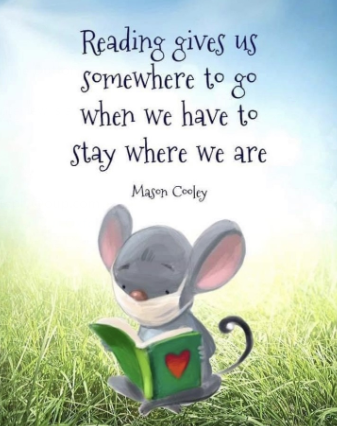 Reading gives us
somewhere to go
when we have to
stay where we are
Mason Cooley